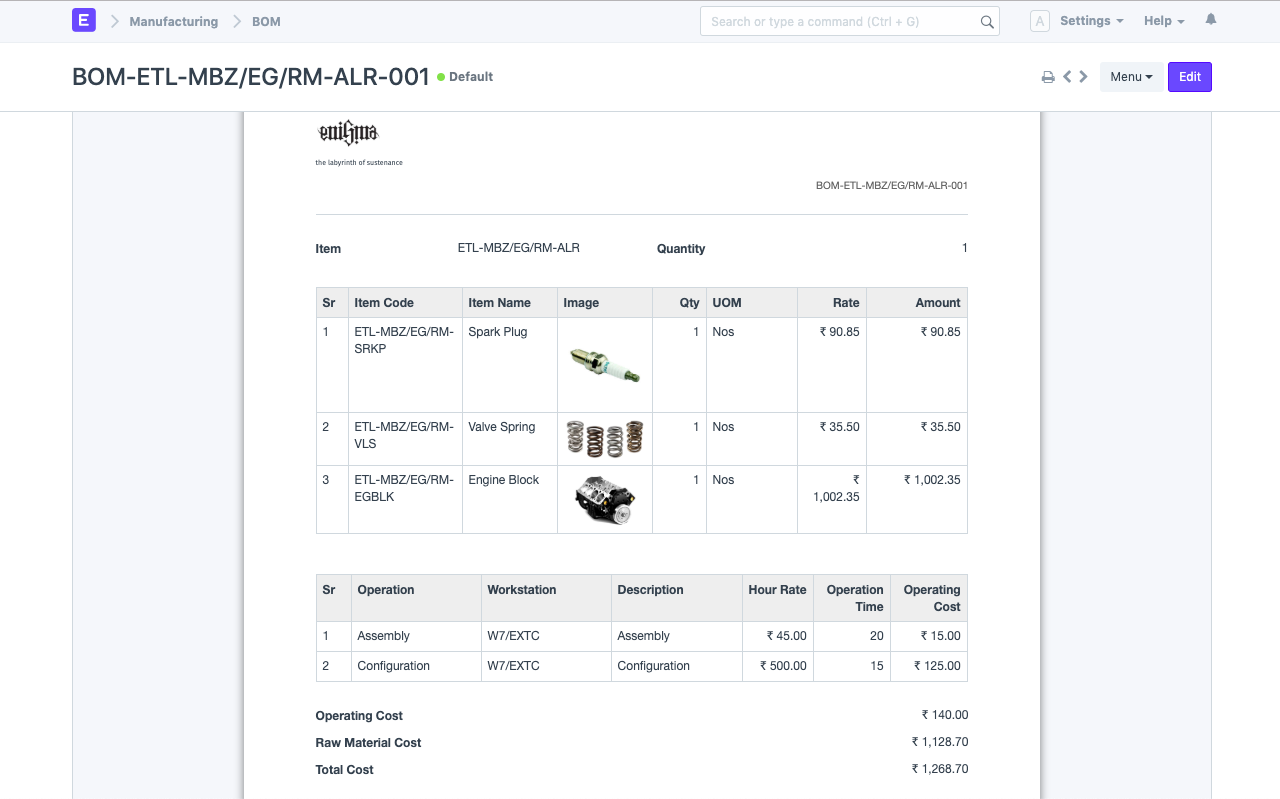 E Manufacturing BOM Search or type a command (Ctrl + G) A Settings Help
BOM-ETL-MBZ/EG/RM-ALR-001 Default Menu Edit
enigma
the labyrinth of sustenance
BOM-ETL-MBZ/EG/RM-ALR-001
Item ETL-MBZ/EG/RM-ALR Quantity 1
Sr Item Code Item Name Image Qty UOM Rate Amount
1 ETL-MBZ/EG/RM- Spark Plug 1 Nos ₹ 90.85 ₹ 90.85
SRKP
2 ETL-MBZ/EG/RM- Valve Spring 1 Nos ₹ 35.50 ₹ 35.50
VLS
3 ETL-MBZ/EG/RM- Engine Block 1 Nos ₹ ₹ 1,002.35
EGBLK 1,002.35
Sr Operation Workstation Description Hour Rate Operation Operating
Time Cost
1 Assembly W7/EXTC Assembly ₹ 45.00 20 ₹ 15.00
2 Configuration W7/EXTC Configuration ₹ 500.00 15 ₹ 125.00
Operating Cost ₹ 140.00
Raw Material Cost ₹ 1,128.70
Total Cost ₹ 1,268.70